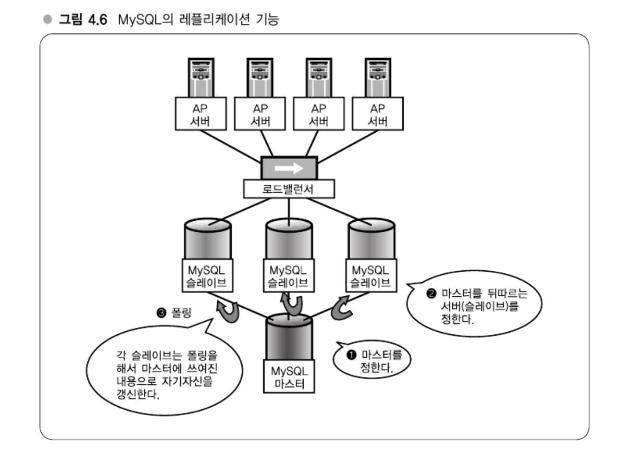 ● 그림 4.6 MySQL의 레플리케이션 기능
AP
서버
AP
서버
AP
서버
AP
서버
로드밸런서
MySQL
슬레이브
MySQL
슬레이브
MySQL
슬레이브
❷ 마스터를 뒤따르는
서버(슬레이브)를
정한다.
❸ 폴링
각 슬레이브는 폴링을
해서 마스터에 쓰여진
내용으로 자기자신을
갱신한다.
❶ 마스터를
정한다.
MySQL
마스터